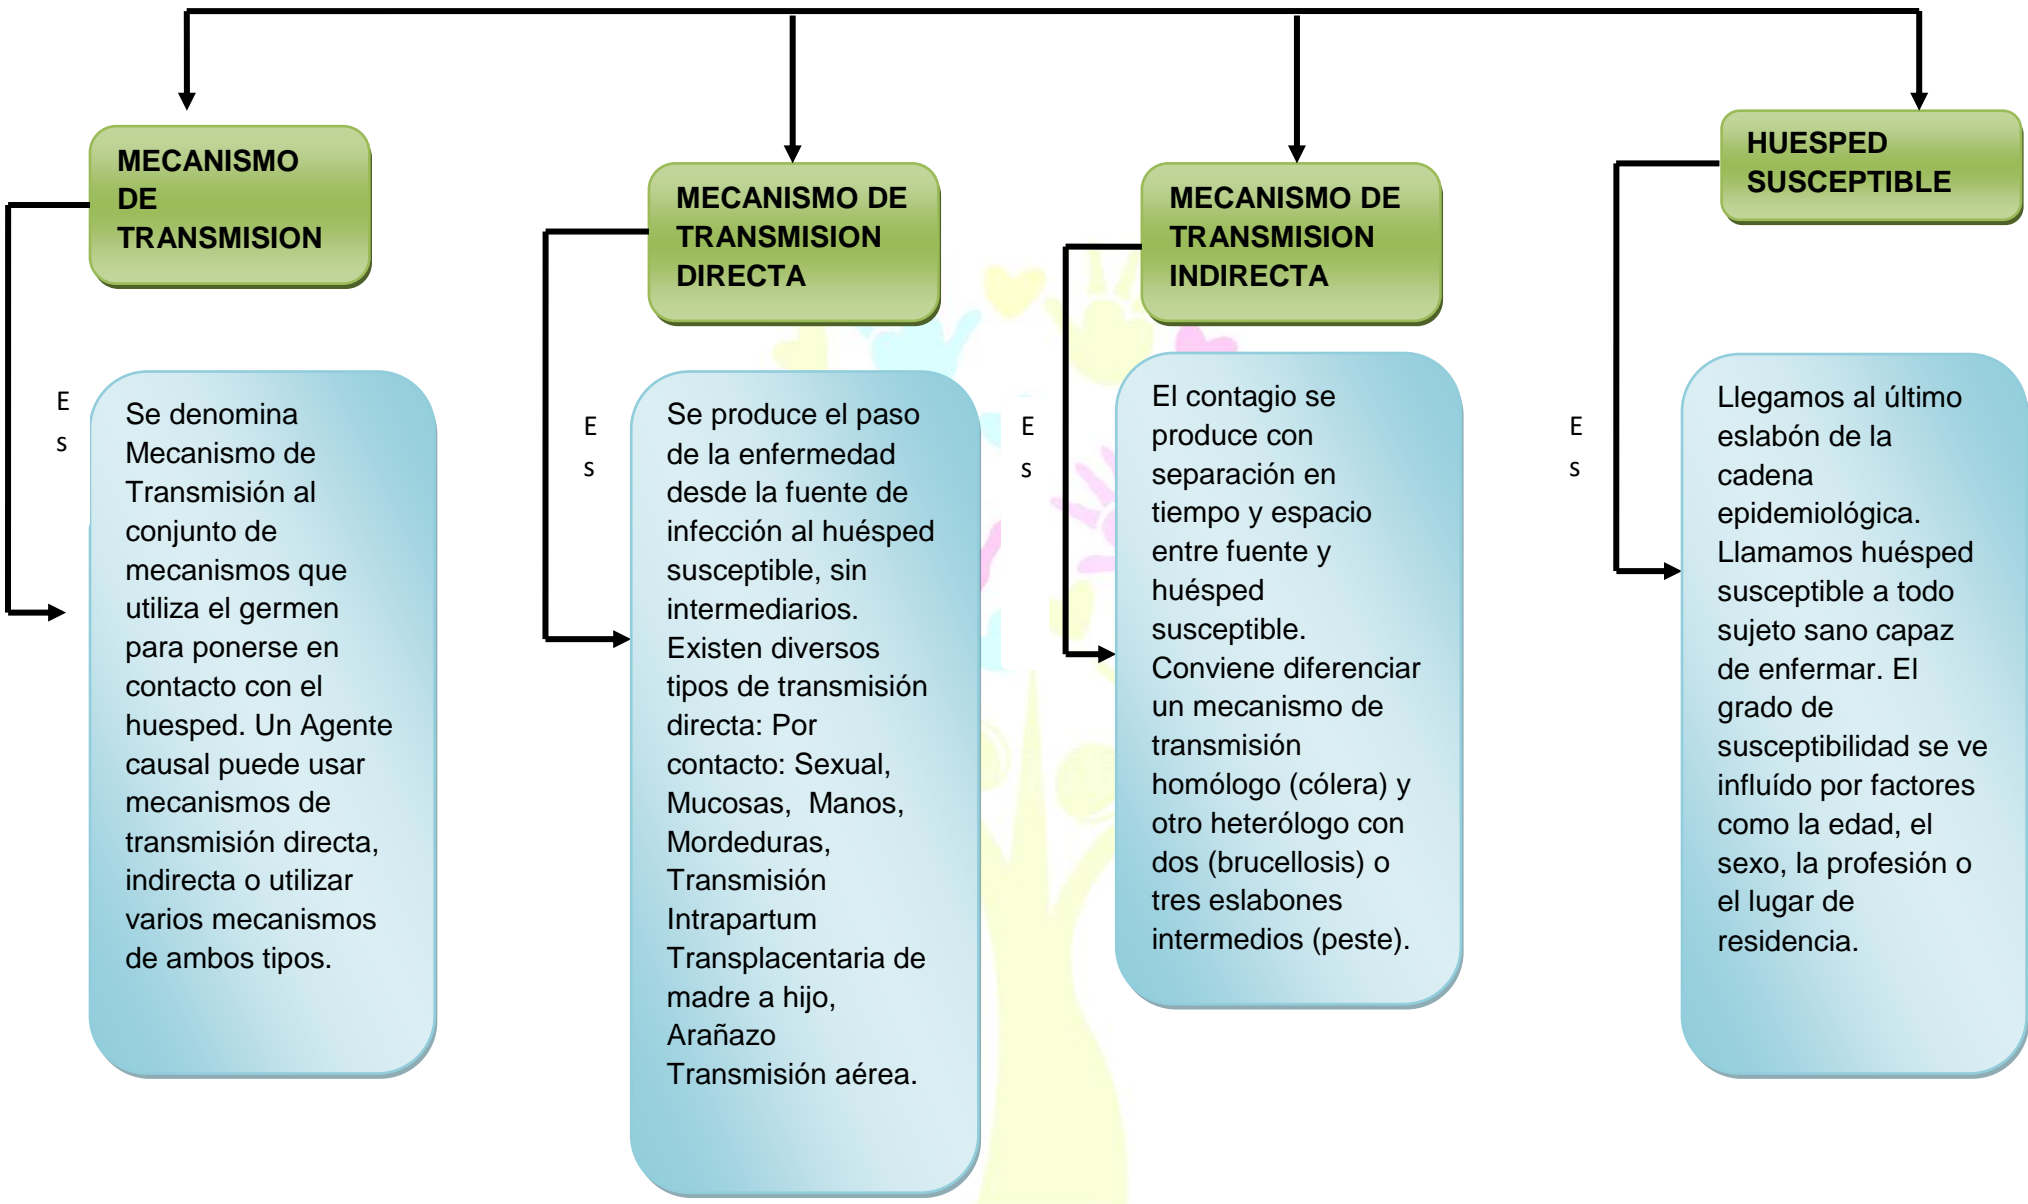 MECANISMO
DE
TRANSMISION
E
s
Se denomina
Mecanismo de
Transmisión al
conjunto de
mecanismos que
utiliza el germen
para ponerse en
contacto con el
huesped. Un Agente
causal puede usar
mecanismos de
transmisión directa,
indirecta o utilizar
varios mecanismos
de ambos tipos.
MECANISMO DE
TRANSMISION
DIRECTA
E
s
Se produce el paso
de la enfermedad
desde la fuente de
infección al huésped
susceptible, sin
intermediarios.
Existen diversos
tipos de transmisión
directa: Por
contacto: Sexual,
Mucosas, Manos,
Mordeduras,
Transmisión
Intrapartum
Transplacentaria de
madre a hijo,
Arañazo
Transmisión aérea.
MECANISMO DE
TRANSMISION
INDIRECTA
E
s
El contagio se
produce con
separación en
tiempo y espacio
entre fuente y
huésped
susceptible.
Conviene diferenciar
un mecanismo de
transmisión
homólogo (cólera) y
otro heterólogo con
dos (brucellosis) o
tres eslabones
intermedios (peste).
HUESPED
SUSCEPTIBLE
E
s
Llegamos al último
eslabón de la
cadena
epidemiológica.
Llamamos huésped
susceptible a todo
sujeto sano capaz
de enfermar. El
grado de
susceptibilidad se ve
influído por factores
como la edad, el
sexo, la profesión o
el lugar de
residencia.